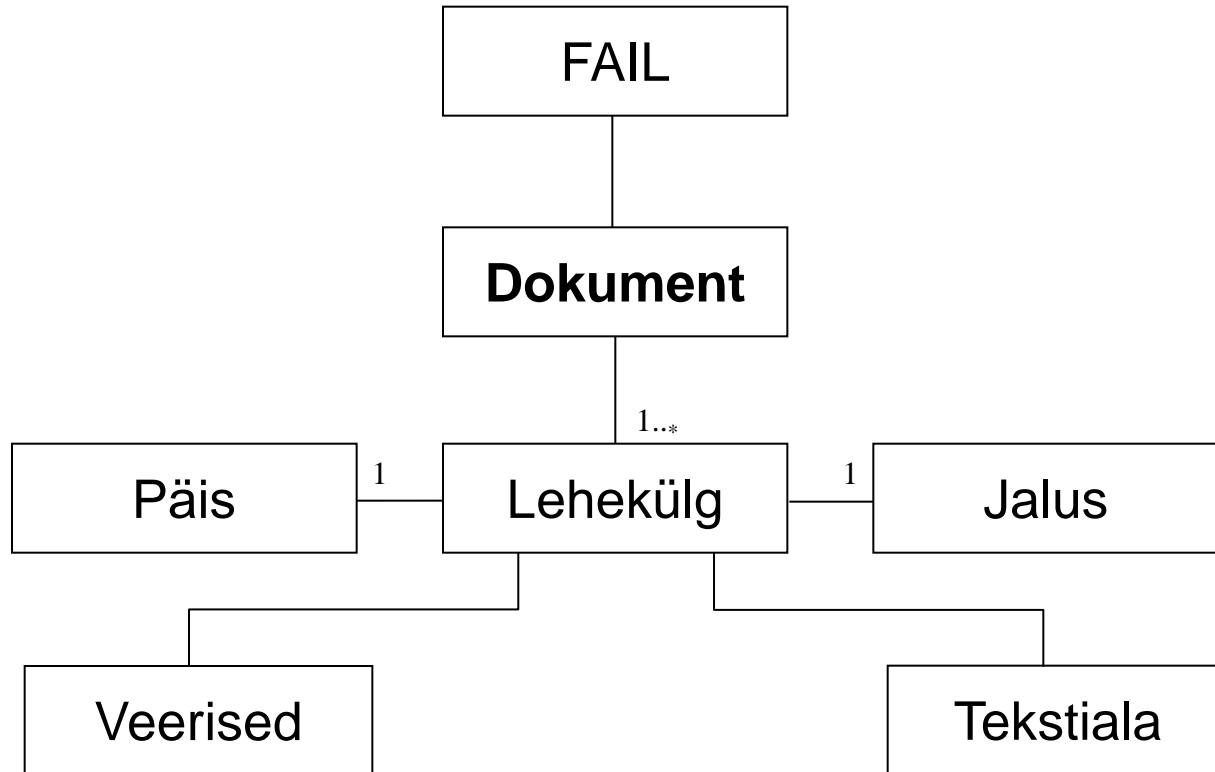 FAIL
Dokument
1..*
Päis
1
Lehekülg
1
Jalus
Veerised
Tekstiala